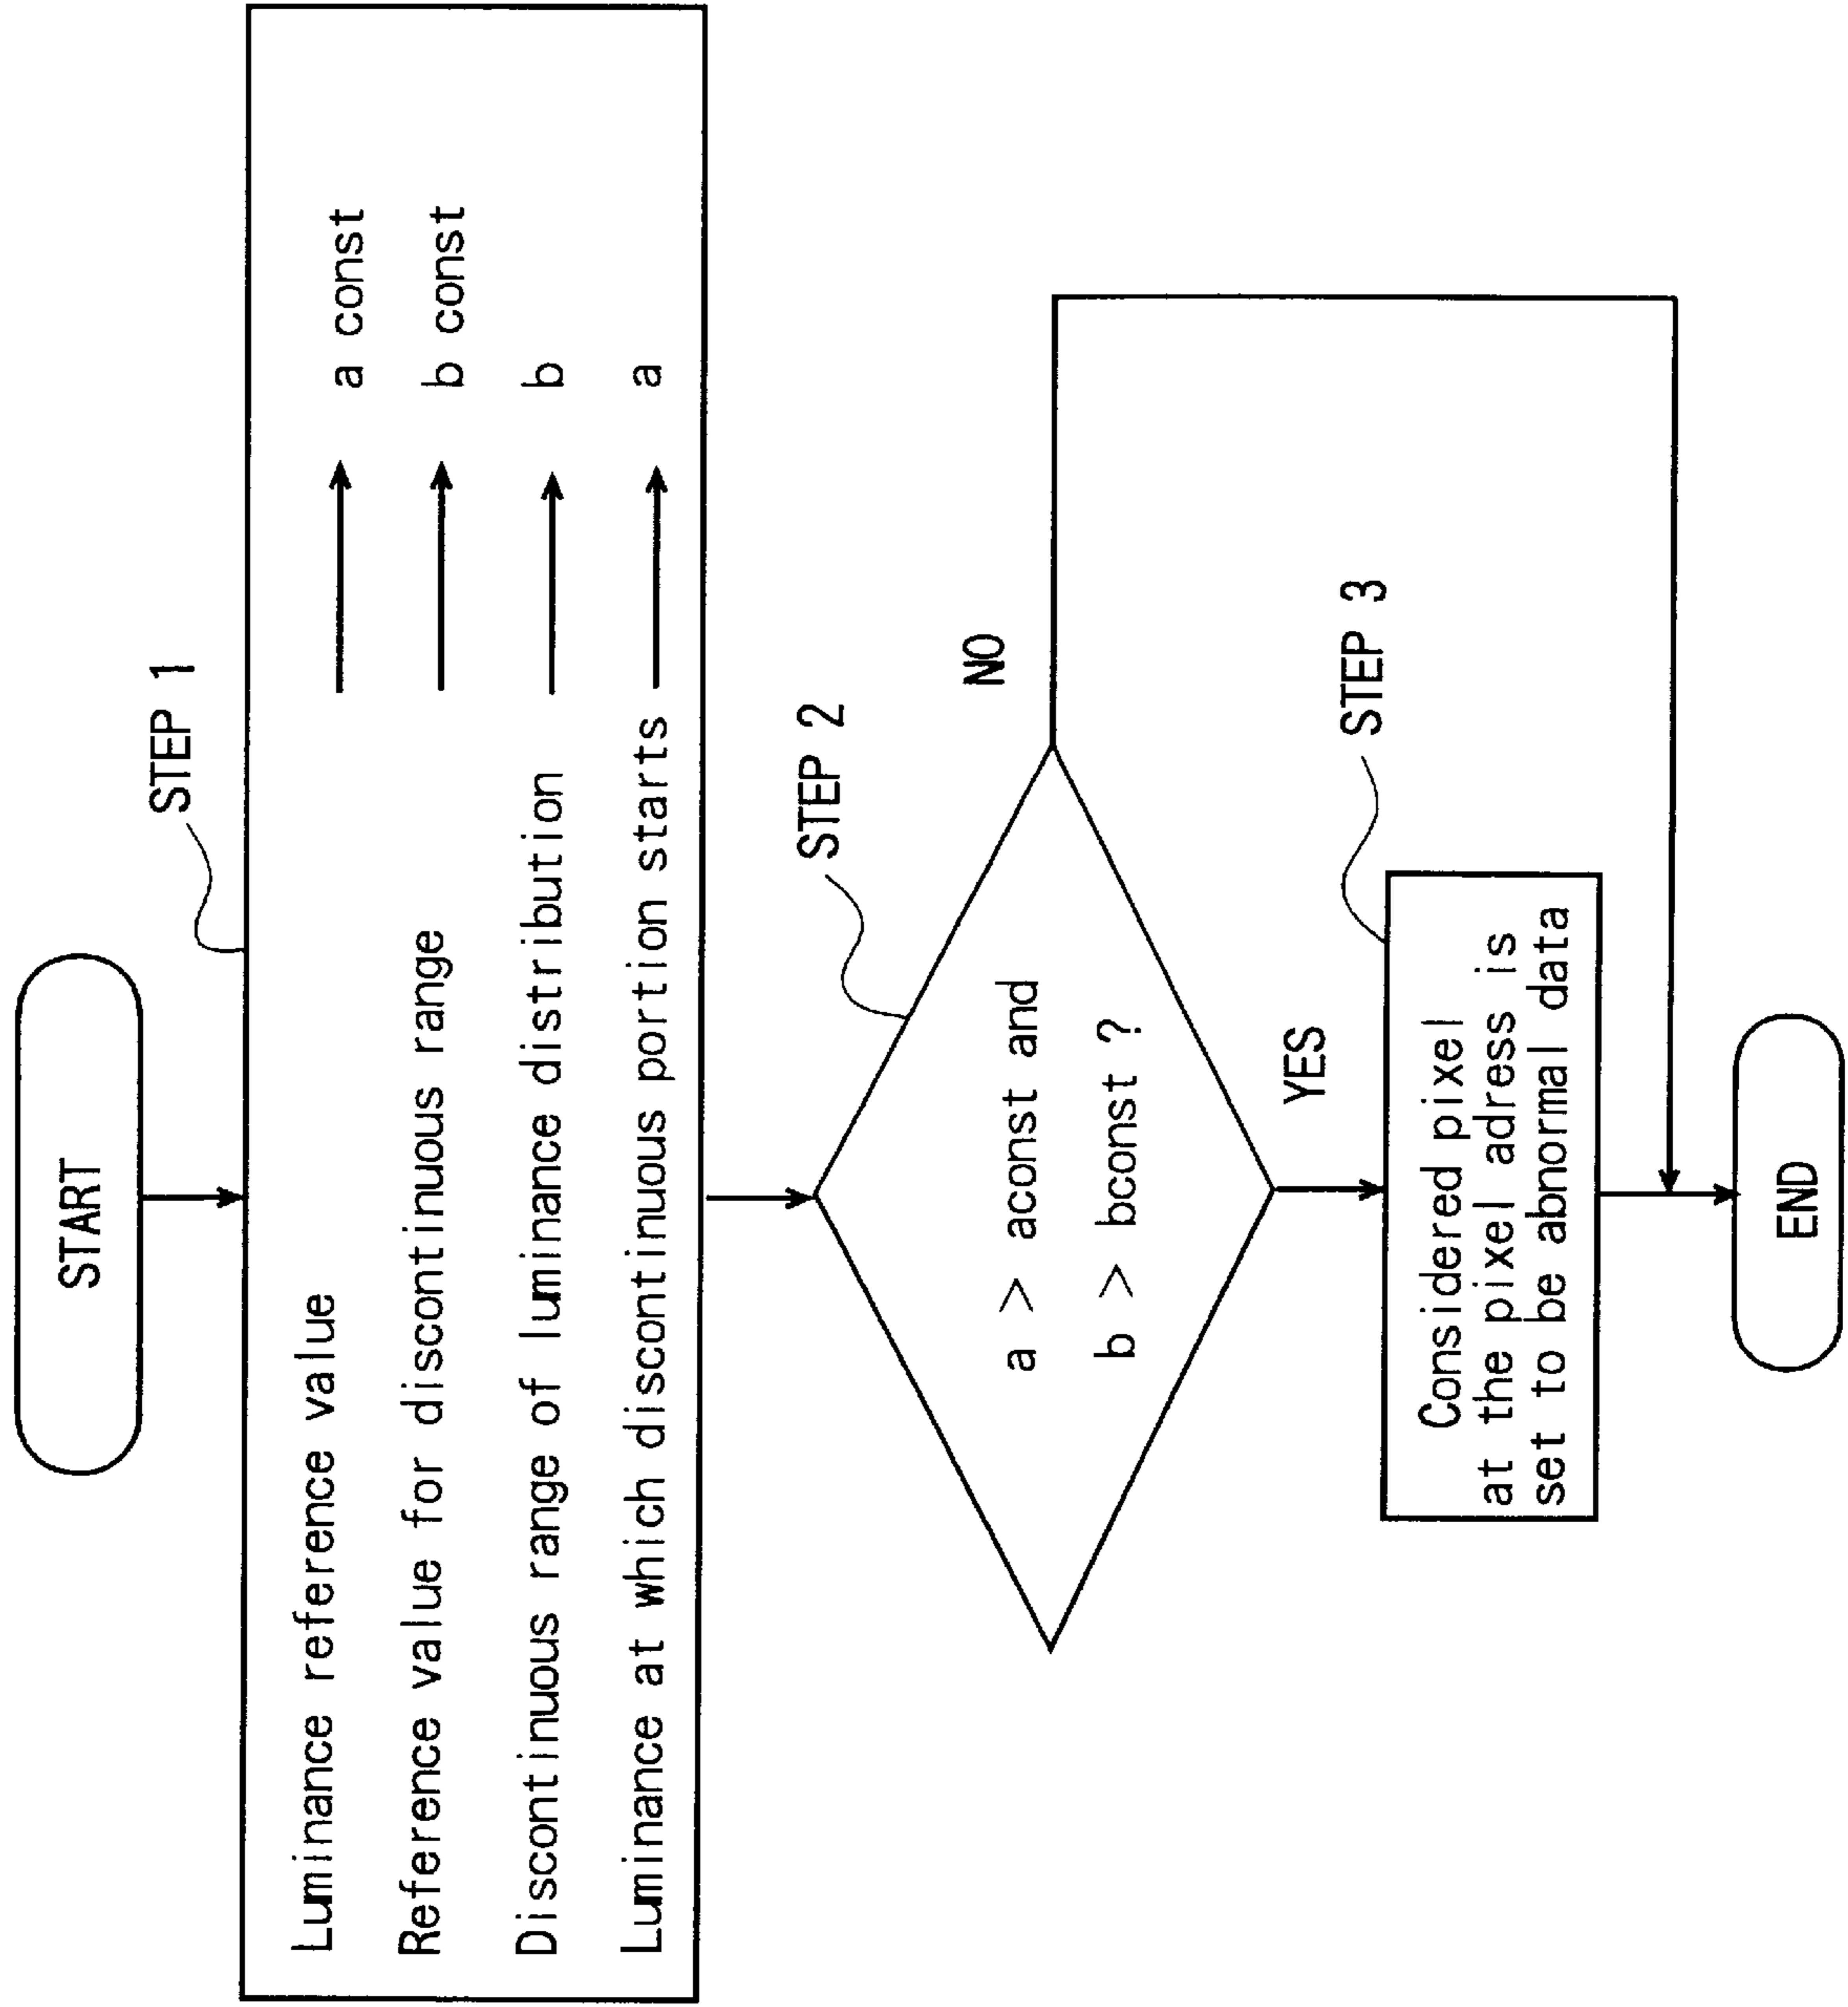 START
STEP 1
Luminance reference value a const
Reference value for discontinuous range b const
Discontinuous range of luminance distribution b
Luminance at which discontinuous portion starts a
STEP 2
a > aconst and
b > bconst ?
NO
YES
STEP 3
Considered pixel
at the pixel adress is
set to be abnormal data
END